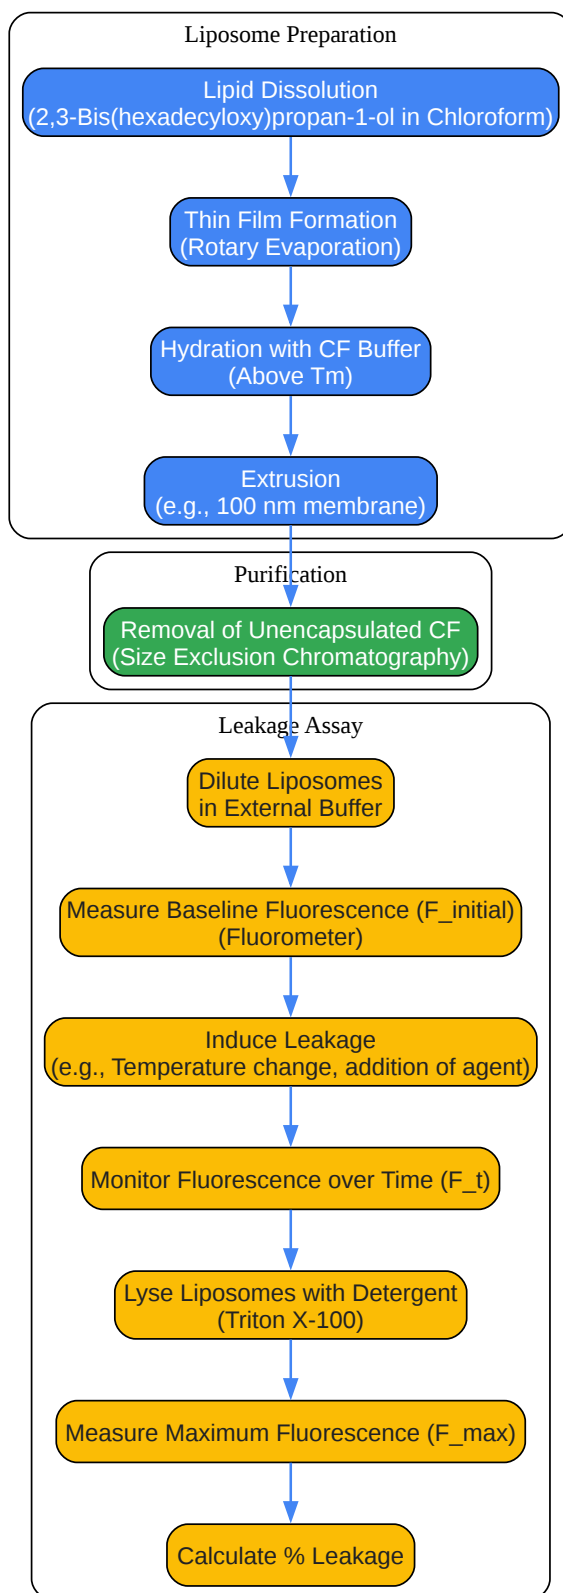 Liposome Preparation
Lipid Dissolution
(2,3-Bis(hexadecyloxy)propan-1-ol in Chloroform)
Thin Film Formation
(Rotary Evaporation)
Hydration with CF Buffer
(Above Tm)
Extrusion
(e.g., 100 nm membrane)
Purification
Removal of Unencapsulated CF
(Size Exclusion Chromatography)
Leakage Assay
Dilute Liposomes
in External Buffer
Measure Baseline Fluorescence (F_initial)
(Fluorometer)
Induce Leakage
(e.g., Temperature change, addition of agent)
Monitor Fluorescence over Time (F_t)
Lyse Liposomes with Detergent
(Triton X-100)
Measure Maximum Fluorescence (F_max)
Calculate % Leakage